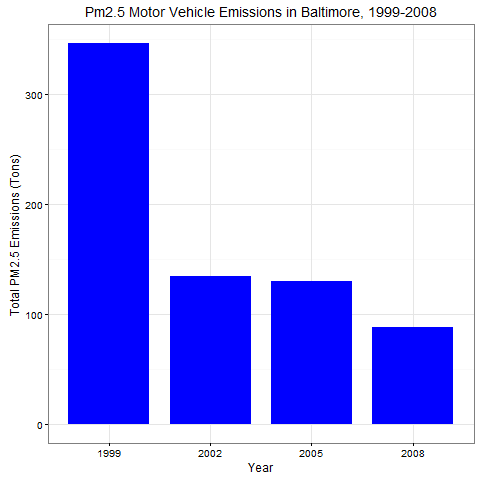 Pm2.5 Motor Vehicle Emissions in Baltimore, 1999-2008
Total PM2.5 Emissions (Tons)
300
200
100
0
1999 2002 2005 2008
Year